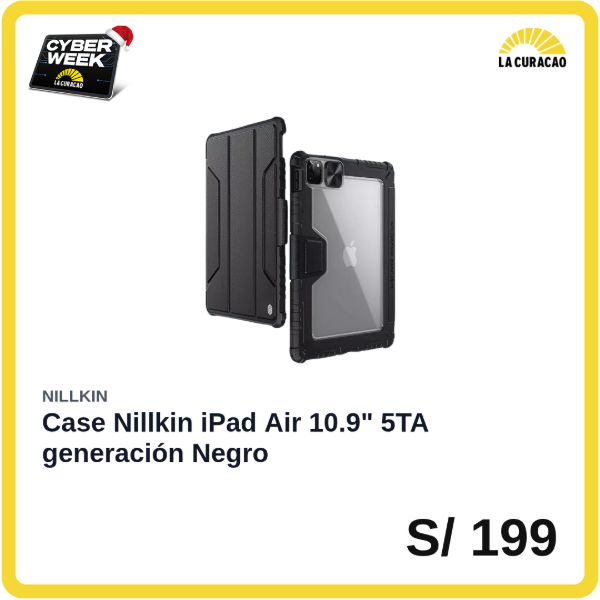 CYBER
WEEK
LA CURACAO
LA CURACAO
NILLKIN
Case Nillkin iPad Air 10.9" 5TA
generación Negro
S/ 199